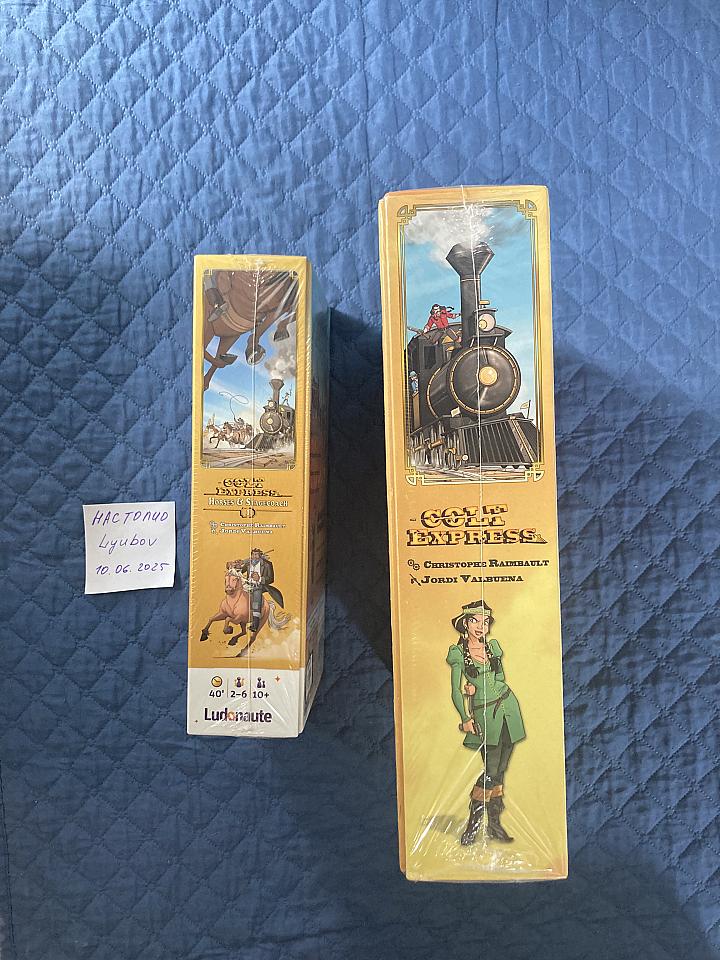 НАСТОЛИО
Lyubov
10.06.2025
COLT
EXPRESS
HORSES & STAGECOACH
CHRISTOPHE RAIMBAULT
JORDI VALBUENA
40' 2-6 10+
Ludonaute
COLT
EXPRESS
CHRISTOPHE RAIMBAULT
JORDI VALBUENA